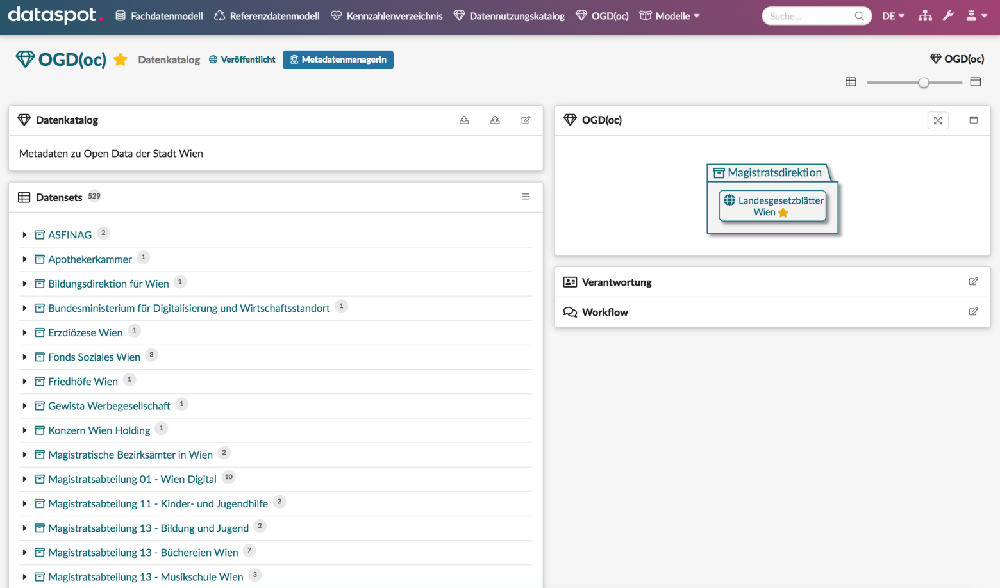 dataspot.
Fachdatenmodell
Referenzdatenmodell
Kennzahlenverzeichnis
Datennutzungskatalog
OGD(oc)
Modelle
Suche...
DE
OGD(oc)
Datenkatalog
Veröffentlicht
MetadatenmanagerIn
OGD(oc)
Datenkatalog
Metadaten zu Open Data der Stadt Wien
Datensets 529
ASFINAG 2
Apothekerkammer 1
Bildungsdirektion für Wien 1
Bundesministerium für Digitalisierung und Wirtschaftsstandort 1
Erzdiözese Wien 1
Fonds Soziales Wien 3
Friedhöfe Wien 1
Gewista Werbegesellschaft 1
Konzern Wien Holding 1
Magistratische Bezirksämter in Wien 2
Magistratsabteilung 01 - Wien Digital 10
Magistratsabteilung 11 - Kinder- und Jugendhilfe 2
Magistratsabteilung 13 - Bildung und Jugend 2
Magistratsabteilung 13 - Büchereien Wien 7
Magistratsabteilung 13 - Musikschule Wien 3
OGD(oc)
Magistratsdirektion
Landesgesetzblätter
Wien
Verantwortung
Workflow